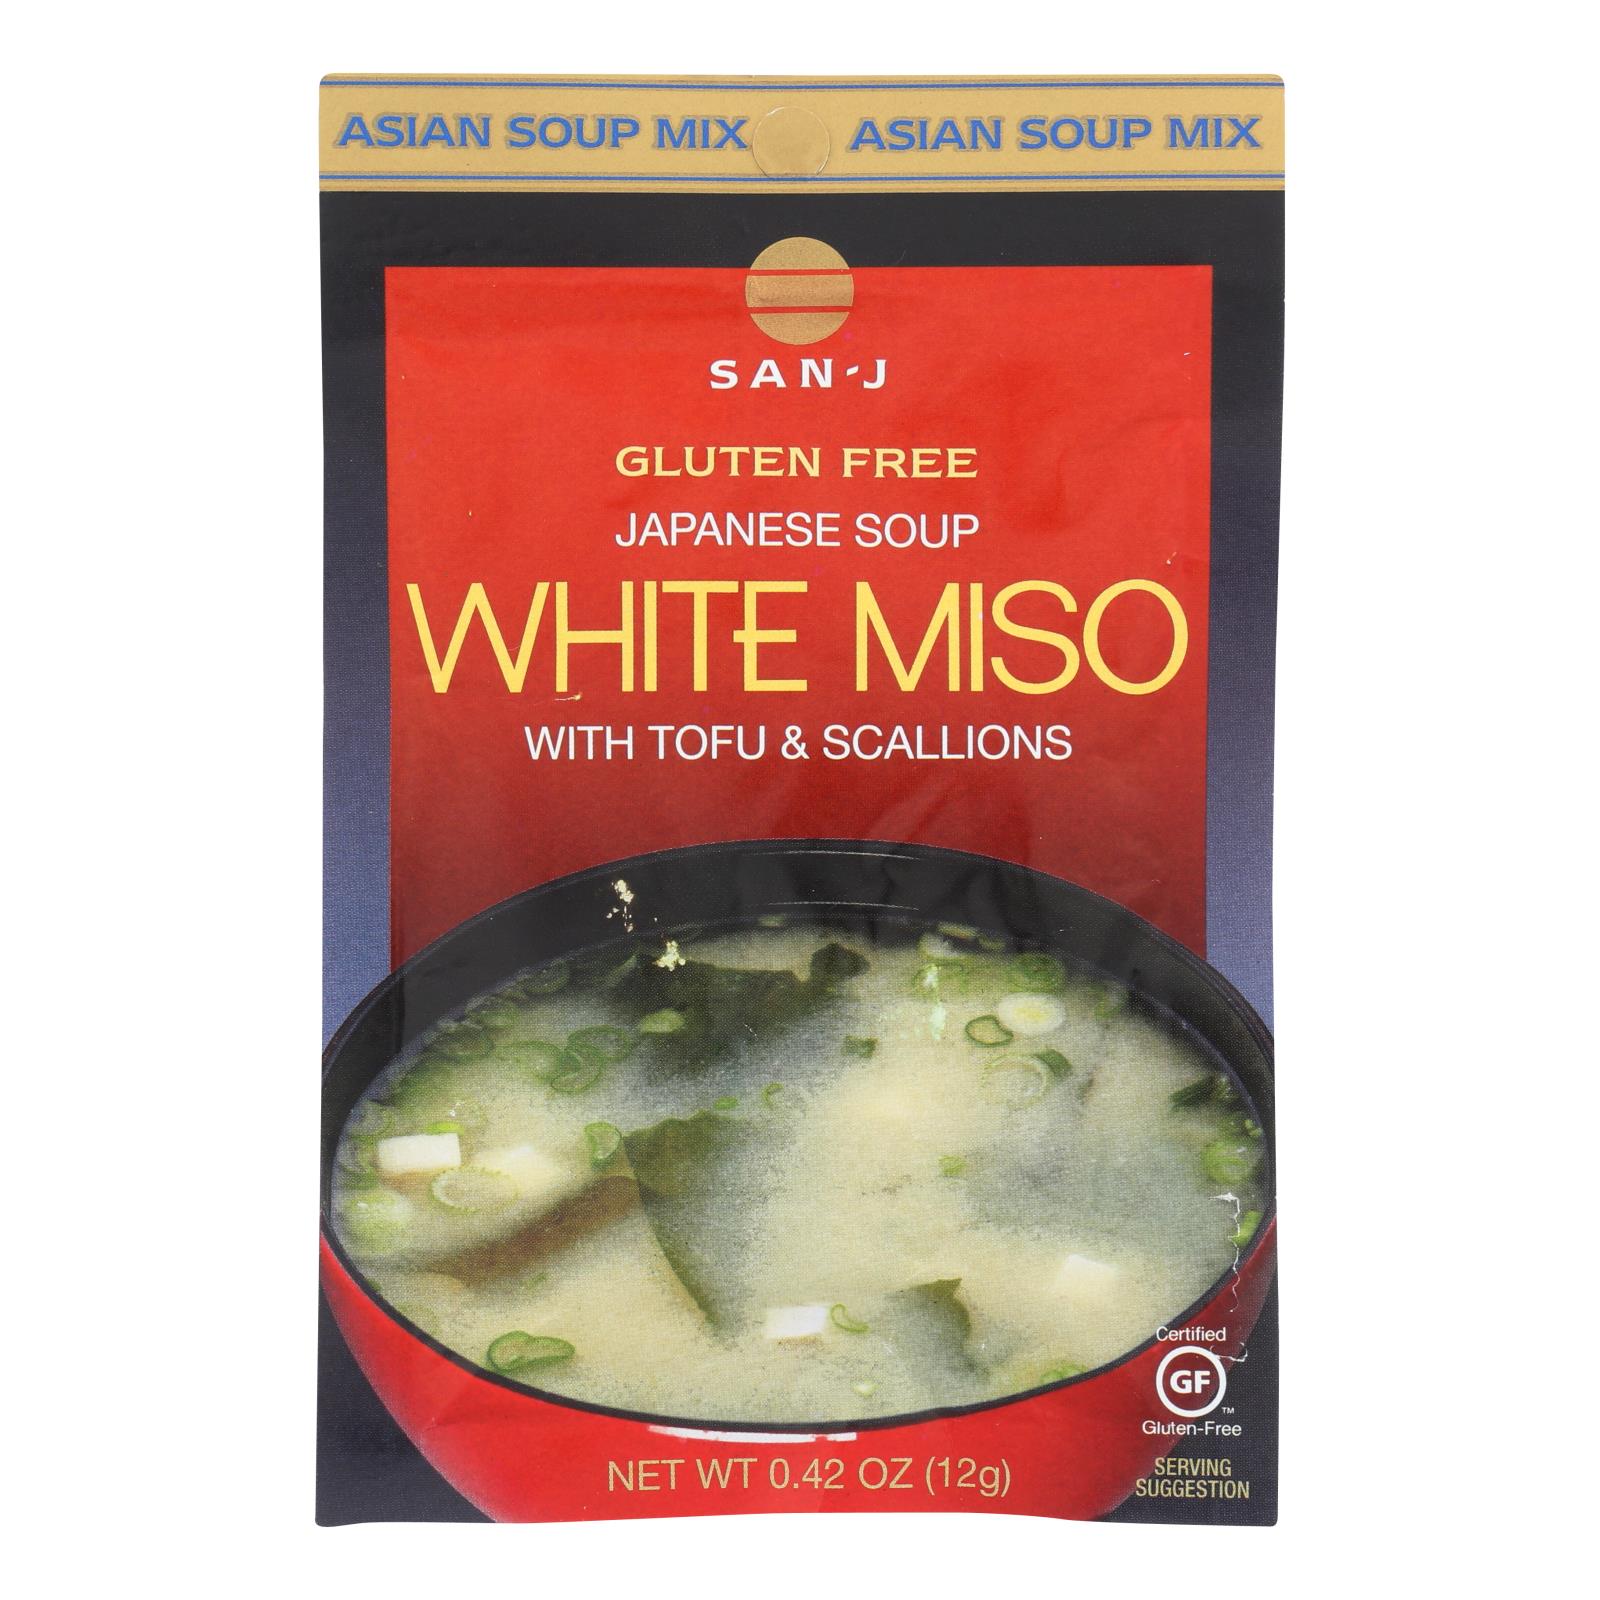 ASIAN SOUP MIX ASIAN SOUP MIX
SAN-J
GLUTEN FREE
JAPANESE SOUP
WHITE MISO
WITH TOFU & SCALLIONS
Certified
GF™
Gluten-Free
NET WT 0.42 OZ (12g)
SERVING
SUGGESTION